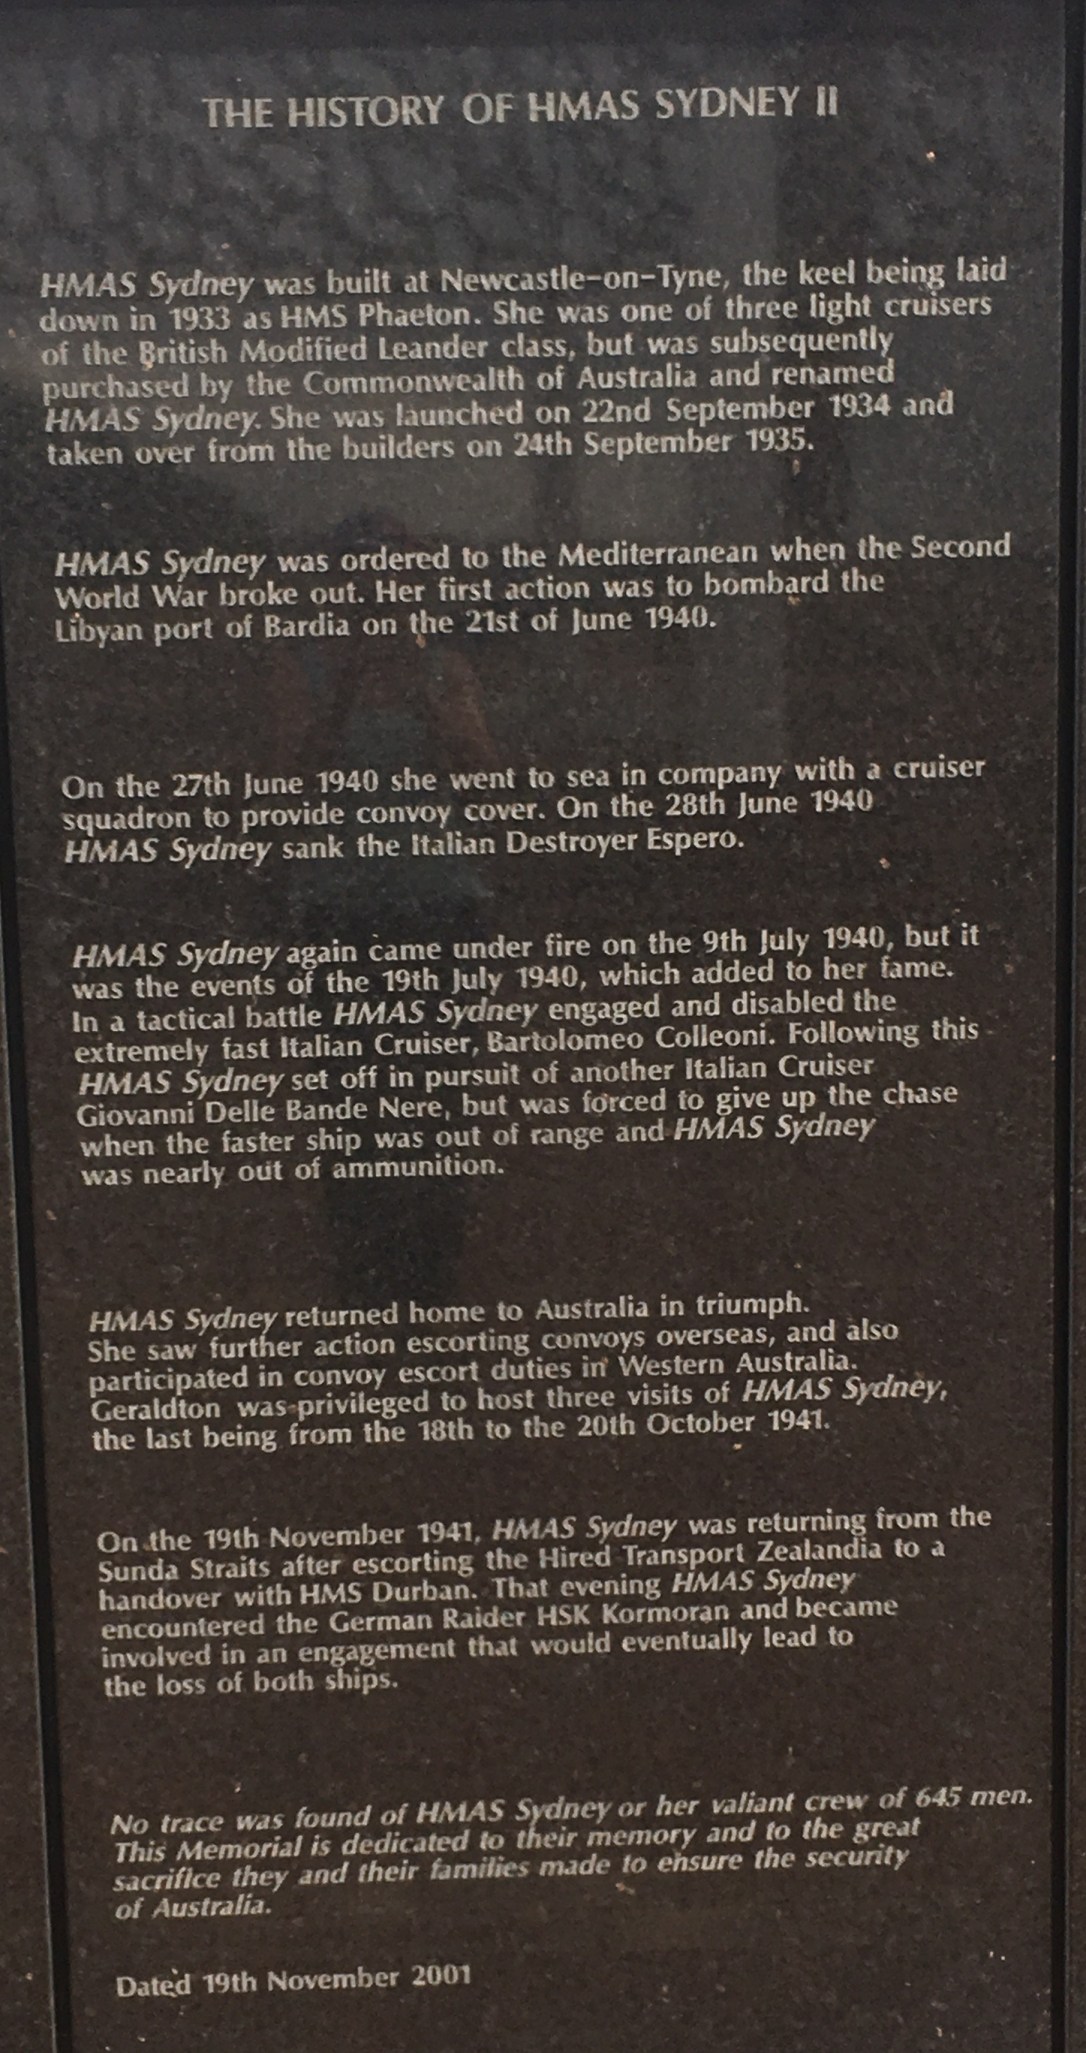 THE HISTORY OF HMAS SYDNEY II
HMAS Sydney was built at Newcastle-on-Tyne, the keel being laid
down in 1933 as HMS Phaeton. She was one of three light cruisers
of the British Modified Leander class, but was subsequently
purchased by the Commonwealth of Australia and renamed
HMAS Sydney. She was launched on 22nd September 1934 and
taken over from the builders on 24th September 1935.
HMAS Sydney was ordered to the Mediterranean when the Second
World War broke out. Her first action was to bombard the
Libyan port of Bardia on the 21st of June 1940.
On the 27th June 1940 she went to sea in company with a cruiser
squadron to provide convoy cover. On the 28th June 1940
HMAS Sydney sank the Italian Destroyer Espero.
HMAS Sydney again came under fire on the 9th July 1940, but it
was the events of the 19th July 1940, which added to her fame.
In a tactical battle HMAS Sydney engaged and disabled the
extremely fast Italian Cruiser, Bartolomeo Colleoni. Following this
HMAS Sydney set off in pursuit of another Italian Cruiser
Giovanni Delle Bande Nere, but was forced to give up the chase
when the faster ship was out of range and HMAS Sydney
was nearly out of ammunition.
HMAS Sydney returned home to Australia in triumph.
She saw further action escorting convoys overseas, and also
participated in convoy escort duties in Western Australia.
Geraldton was privileged to host three visits of HMAS Sydney,
the last being from the 18th to the 20th October 1941.
On the 19th November 1941, HMAS Sydney was returning from the
Sunda Straits after escorting the Hired Transport Zealandia to a
handover with HMS Durban. That evening HMAS Sydney
encountered the German Raider HSK Kormoran and became
involved in an engagement that would eventually lead to
the loss of both ships.
No trace was found of HMAS Sydney or her valiant crew of 645 men.
This Memorial is dedicated to their memory and to the great
sacrifice they and their families made to ensure the security
of Australia.
Dated 19th November 2001